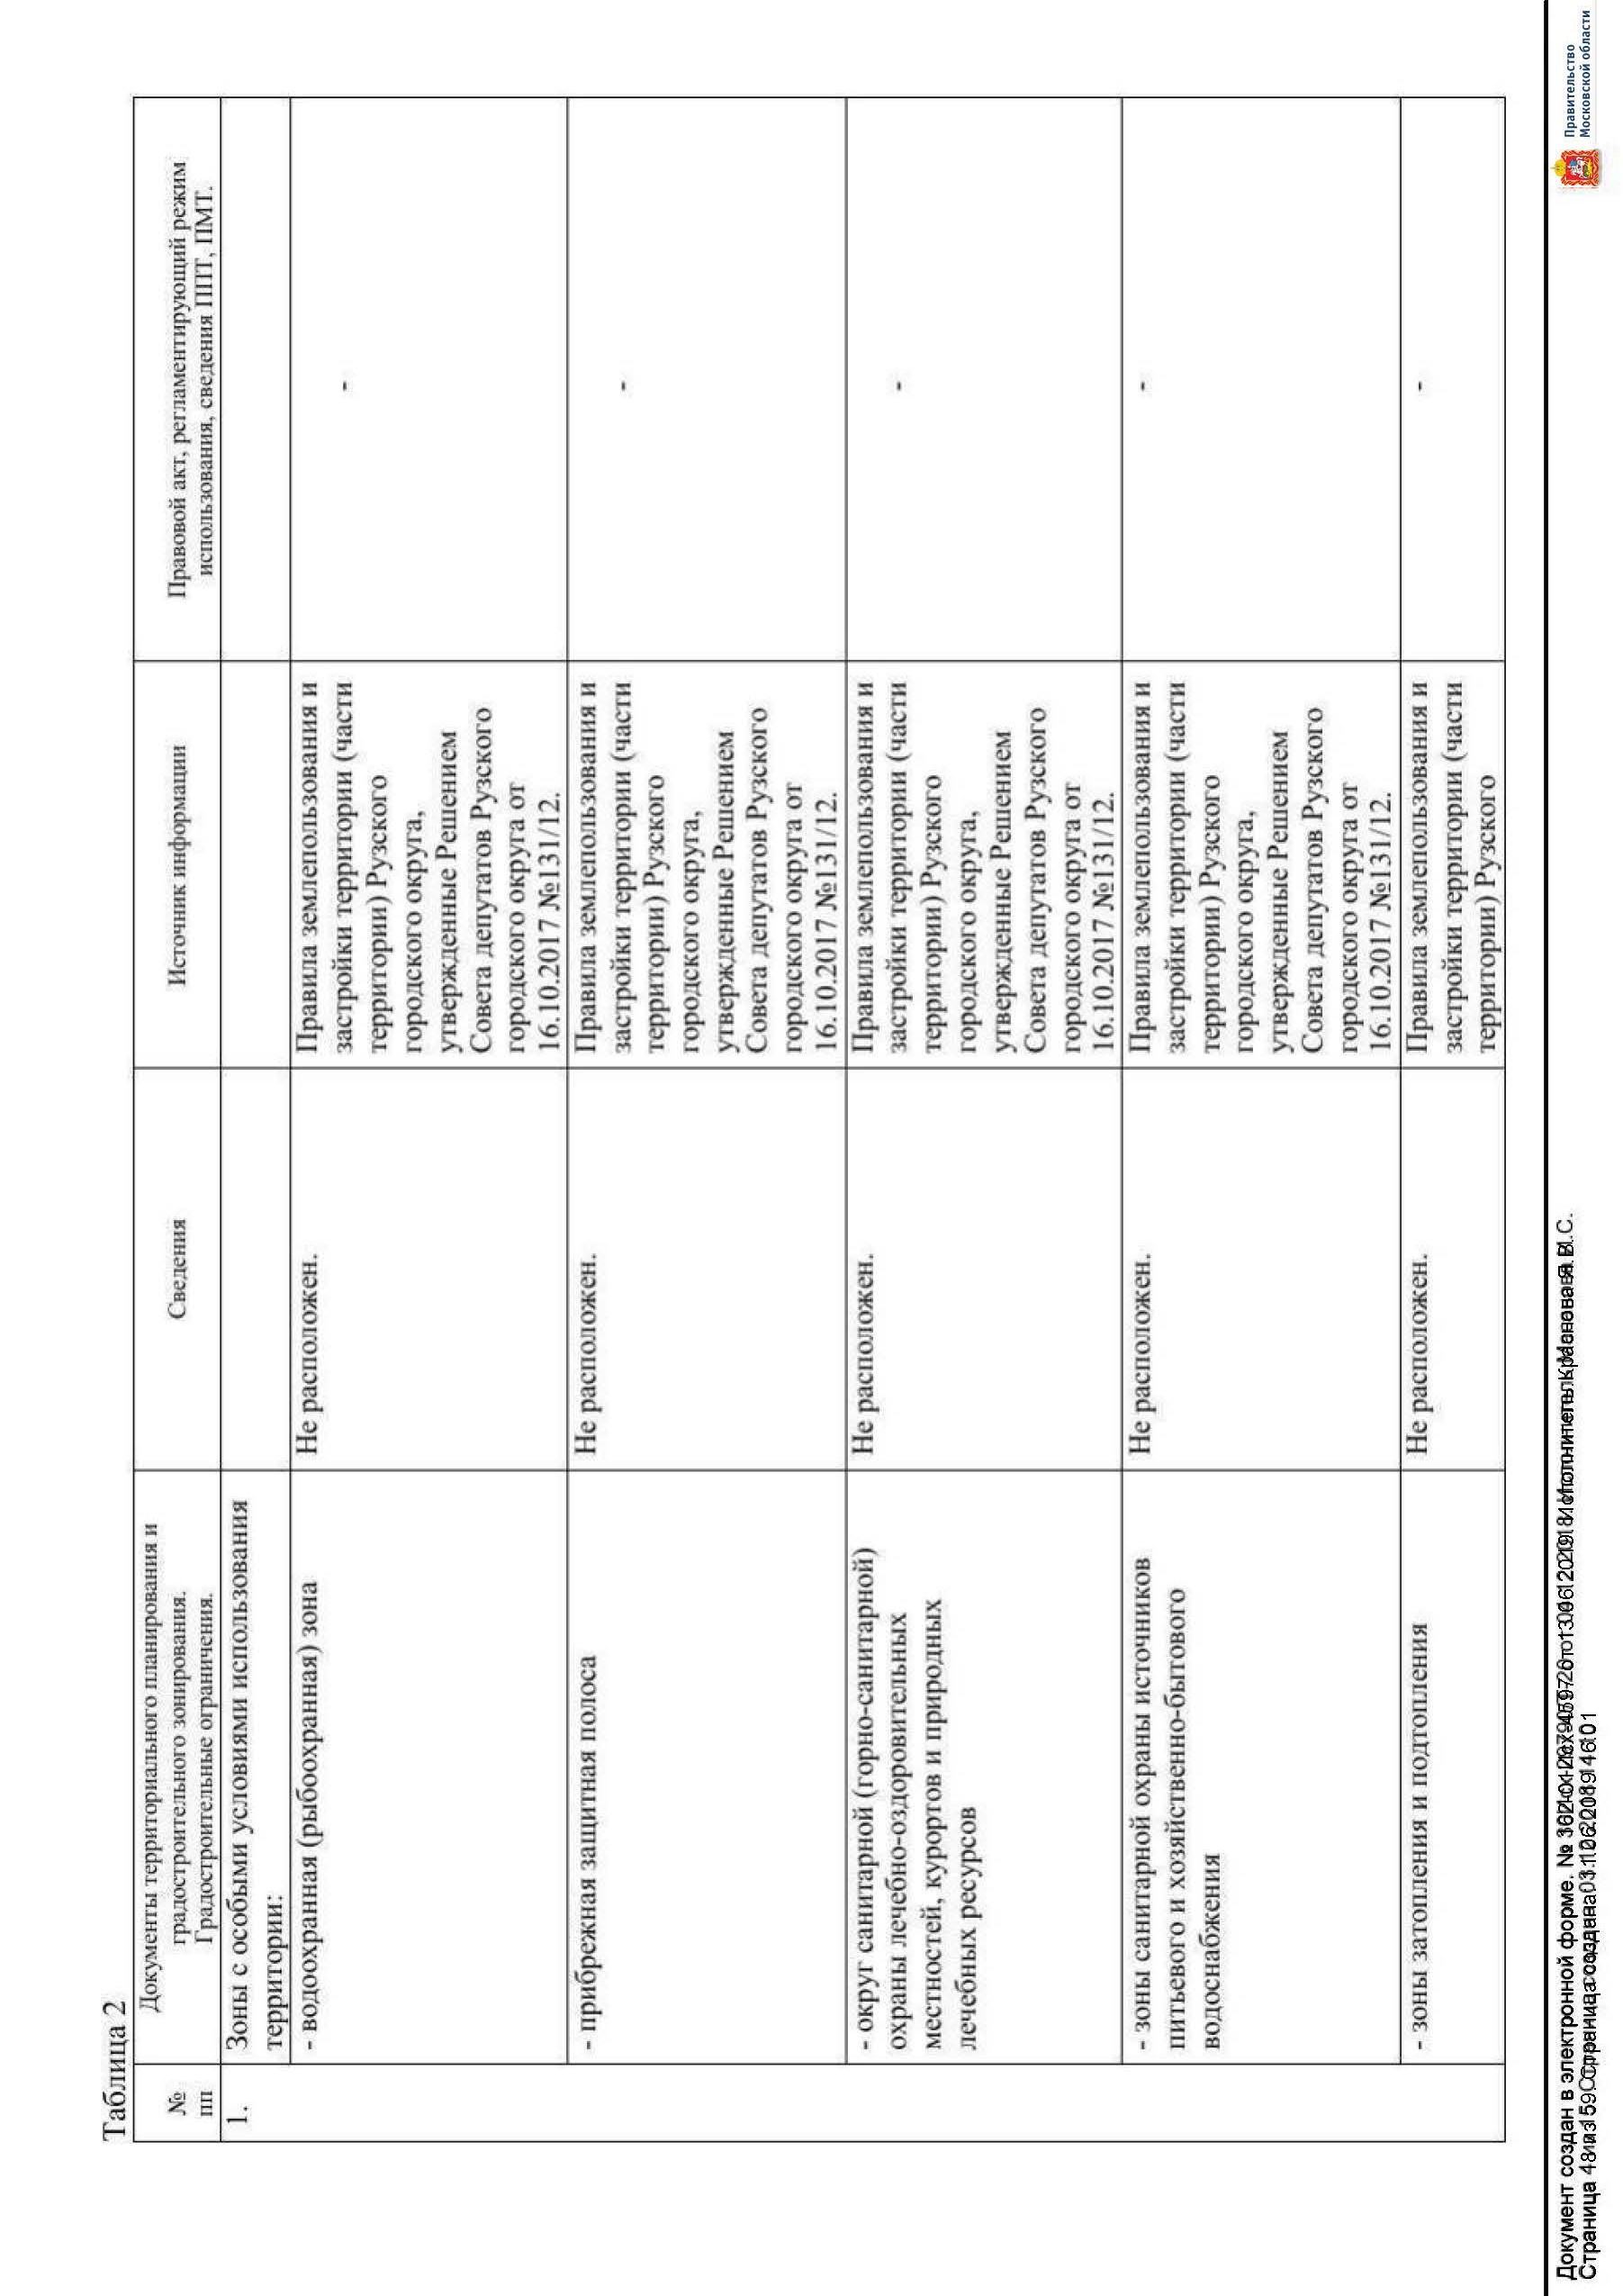 Таблица 2
№
пп
Документы территориального планирования и
градостроительного зонирования.
Градостроительные ограничения.
Сведения
Источник информации
Правовой акт, регламентирующий режим
использования, сведения ППТ, ПМТ.
1.
Зоны с особыми условиями использования
территории:
- водоохранная (рыбоохранная) зона
Не расположен.
Правила землепользования и
застройки территории (части
территории) Рузского
городского округа,
утвержденные Решением
Совета депутатов Рузского
городского округа от
16.10.2017 №131/12.
-
- прибрежная защитная полоса
Не расположен.
Правила землепользования и
застройки территории (части
территории) Рузского
городского округа,
утвержденные Решением
Совета депутатов Рузского
городского округа от
16.10.2017 №131/12.
-
- округ санитарной (горно-санитарной)
охраны лечебно-оздоровительных
местностей, курортов и природных
лечебных ресурсов
Не расположен.
Правила землепользования и
застройки территории (части
территории) Рузского
городского округа,
утвержденные Решением
Совета депутатов Рузского
городского округа от
16.10.2017 №131/12.
-
- зоны санитарной охраны источников
питьевого и хозяйственно-бытового
водоснабжения
Не расположен.
Правила землепользования и
застройки территории (части
территории) Рузского
городского округа,
утвержденные Решением
Совета депутатов Рузского
городского округа от
16.10.2017 №131/12.
-
- зоны затопления и подтопления
Не расположен.
Правила землепользования и
застройки территории (части
территории) Рузского
-
Документ создан в электронной форме. №
Страница
Правительство
Московской области